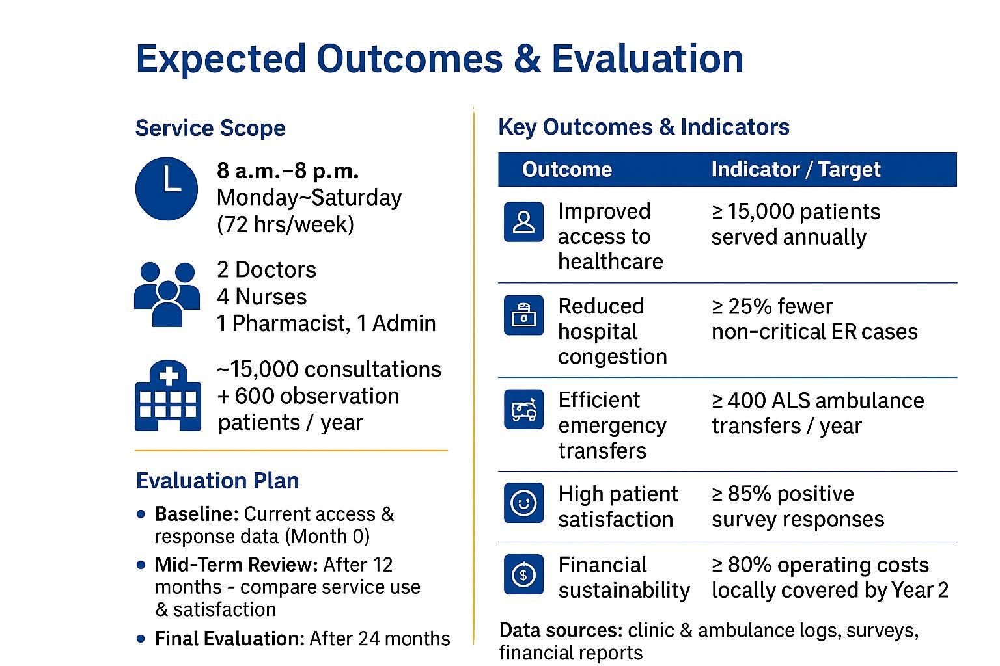 Expected Outcomes & Evaluation
Service Scope
8 a.m.–8 p.m.
Monday~Saturday
(72 hrs/week)
2 Doctors
4 Nurses
1 Pharmacist, 1 Admin
~15,000 consultations
+ 600 observation
patients / year
Evaluation Plan
• Baseline: Current access &
response data (Month 0)
• Mid-Term Review: After 12
months - compare service use
& satisfaction
• Final Evaluation: After 24 months
Key Outcomes & Indicators
Outcome Indicator / Target
Improved ≥ 15,000 patients
access to served annually
healthcare
Reduced ≥ 25% fewer
hospital non-critical ER cases
congestion
Efficient ≥ 400 ALS ambulance
emergency transfers / year
transfers
High patient ≥ 85% positive
satisfaction survey responses
$
Financial ≥ 80% operating costs
sustainability locally covered by Year 2
Data sources: clinic & ambulance logs, surveys,
financial reports